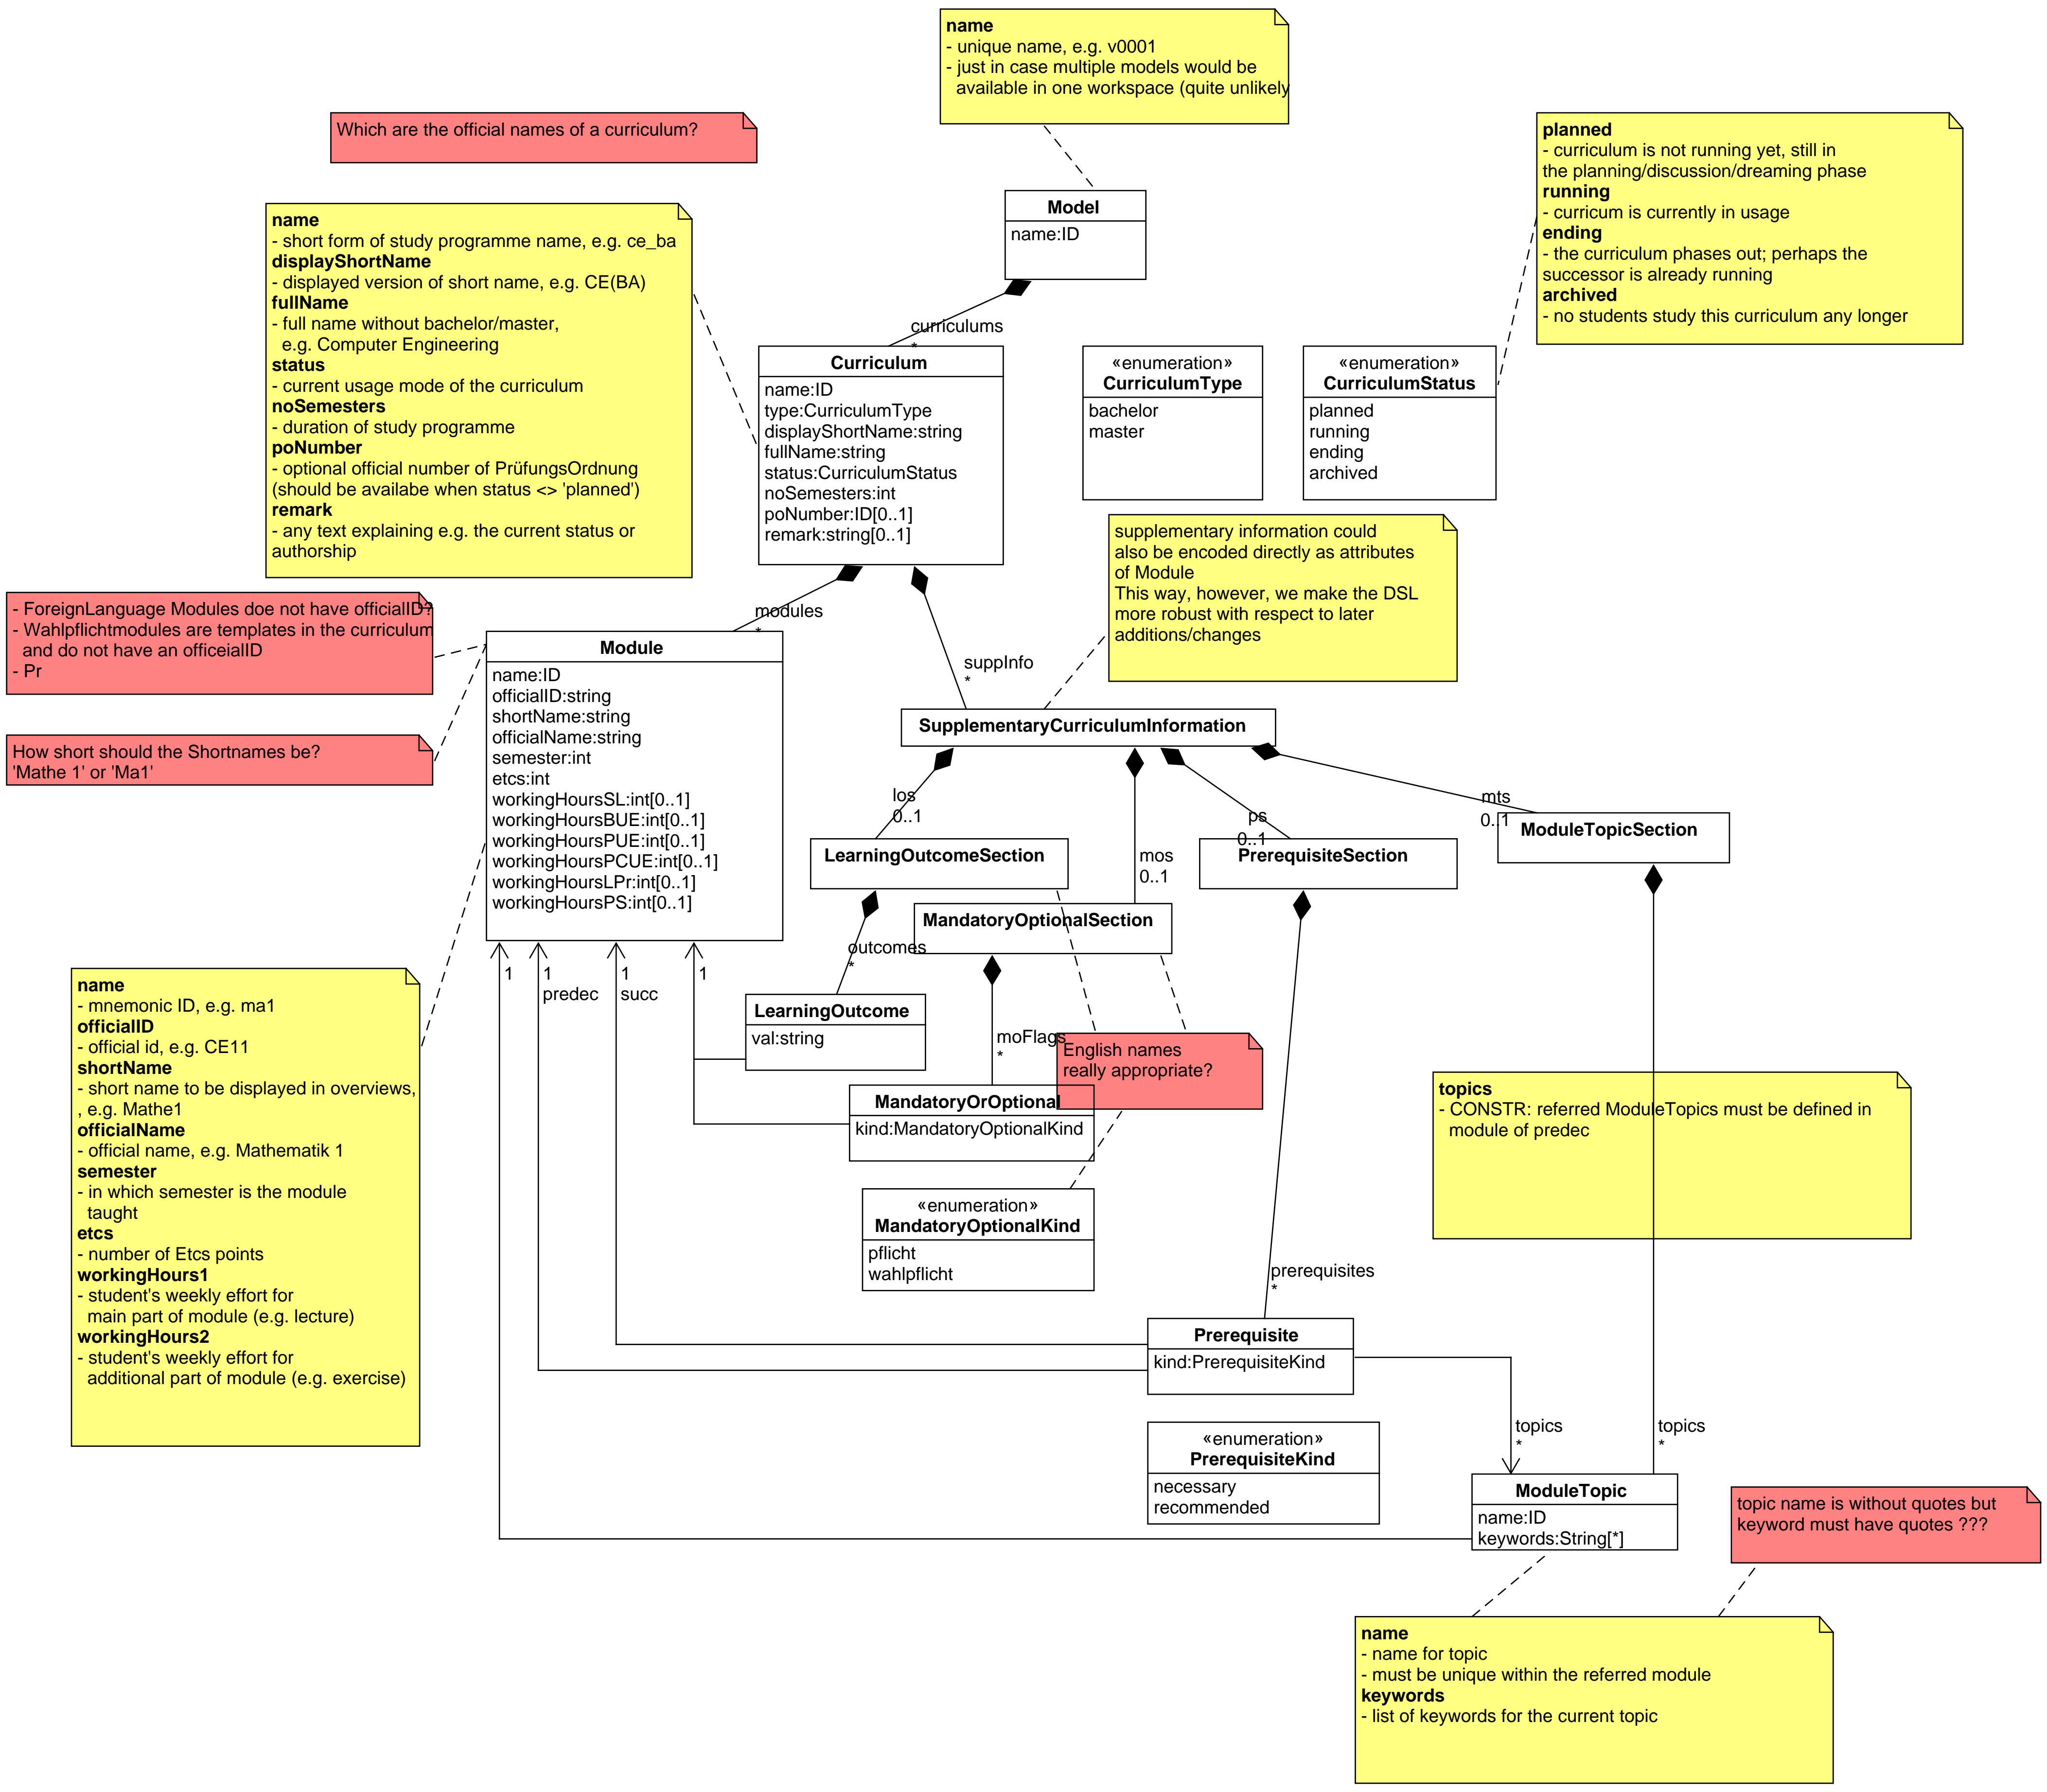 name
- unique name, e.g. v0001
- just in case multiple models would be
available in one workspace (quite unlikely
Which are the official names of a curriculum?
planned
- curriculum is not running yet, still in
the planning/discussion/dreaming phase
running
- curricum is currently in usage
ending
- the curriculum phases out; perhaps the
successor is already running
archived
- no students study this curriculum any longer
Model
name:ID
name
- short form of study programme name, e.g. ce_ba
displayShortName
- displayed version of short name, e.g. CE(BA)
fullName
- full name without bachelor/master,
e.g. Computer Engineering
status
- current usage mode of the curriculum
noSemesters
- duration of study programme
poNumber
- optional official number of PrüfungsOrdnung
(should be availabe when status <> 'planned')
remark
- any text explaining e.g. the current status or
authorship
curriculums
*
Curriculum
name:ID
type:CurriculumType
displayShortName:string
fullName:string
status:CurriculumStatus
noSemesters:int
poNumber:ID[0..1]
remark:string[0..1]
«enumeration»
CurriculumType
bachelor
master
«enumeration»
CurriculumStatus
planned
running
ending
archived
supplementary information could
also be encoded directly as attributes
of Module
This way, however, we make the DSL
more robust with respect to later
additions/changes
- ForeignLanguage Modules doe not have officialID?
- Wahlpflichtmodules are templates in the curriculum
and do not have an officeialID
- Pr
modules
*
suppInfo
*
How short should the Shortnames be?
'Mathe 1' or 'Ma1'
Module
name:ID
officialID:string
shortName:string
officialName:string
semester:int
etcs:int
workingHoursSL:int[0..1]
workingHoursBUE:int[0..1]
workingHoursPUE:int[0..1]
workingHoursPCUE:int[0..1]
workingHoursLPr:int[0..1]
workingHoursPS:int[0..1]
SupplementaryCurriculumInformation
los
0..1
mos
0..1
ps
0..1
mts
0..1
LearningOutcomeSection
MandatoryOptionalSection
PrerequisiteSection
ModuleTopicSection
outcomes
*
1
1
predec
1
succ
1
LearningOutcome
val:string
moFlags
*
English names
really appropriate?
MandatoryOrOptional
kind:MandatoryOptionalKind
«enumeration»
MandatoryOptionalKind
pflicht
wahlpflicht
topics
- CONSTR: referred ModuleTopics must be defined in
module of predec
name
- mnemonic ID, e.g. ma1
officialID
- official id, e.g. CE11
shortName
- short name to be displayed in overviews,
, e.g. Mathe1
officialName
- official name, e.g. Mathematik 1
semester
- in which semester is the module
taught
etcs
- number of Etcs points
workingHours1
- student's weekly effort for
main part of module (e.g. lecture)
workingHours2
- student's weekly effort for
additional part of module (e.g. exercise)
prerequisites
*
Prerequisite
kind:PrerequisiteKind
«enumeration»
PrerequisiteKind
necessary
recommended
topics
*
topics
*
ModuleTopic
name:ID
keywords:String[*]
topic name is without quotes but
keyword must have quotes ???
name
- name for topic
- must be unique within the referred module
keywords
- list of keywords for the current topic